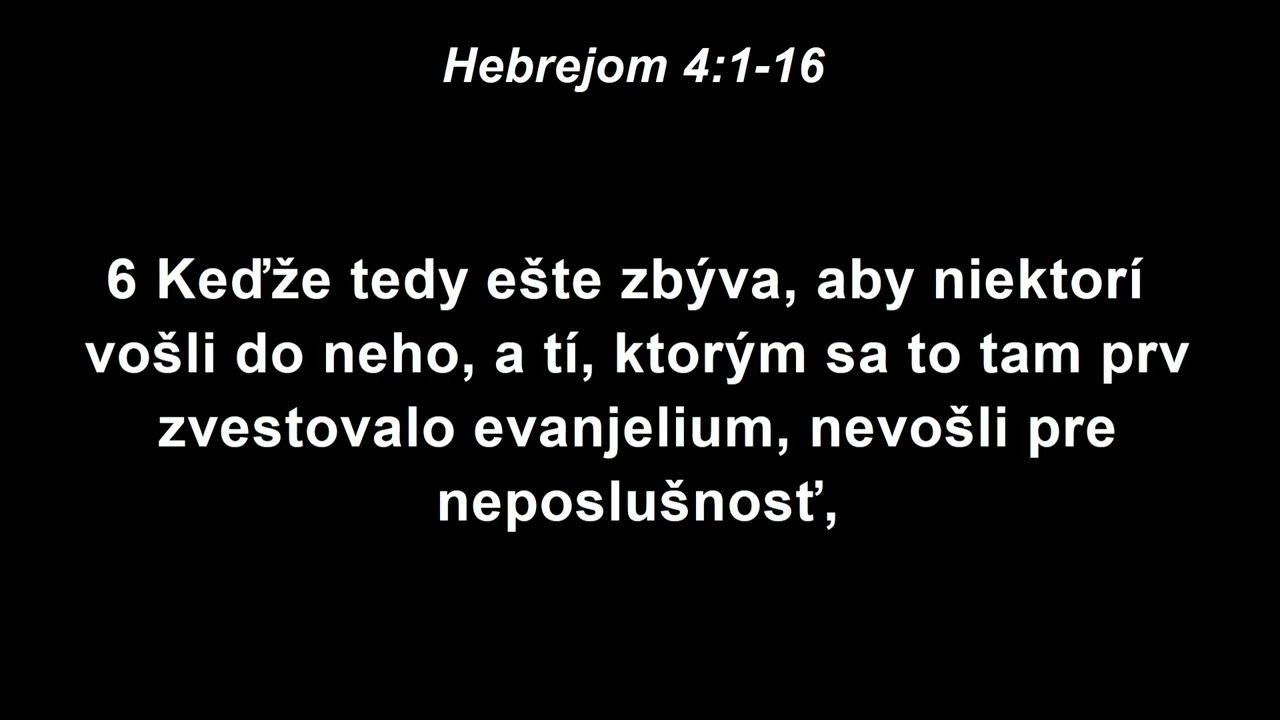 Hebrejom 4:1-16
6 Keďže tedy ešte zbýva, aby niektorí
vošli do neho, a tí, ktorým sa to tam prv
zvestovalo evanjelium, nevošli pre
neposlušnosť,